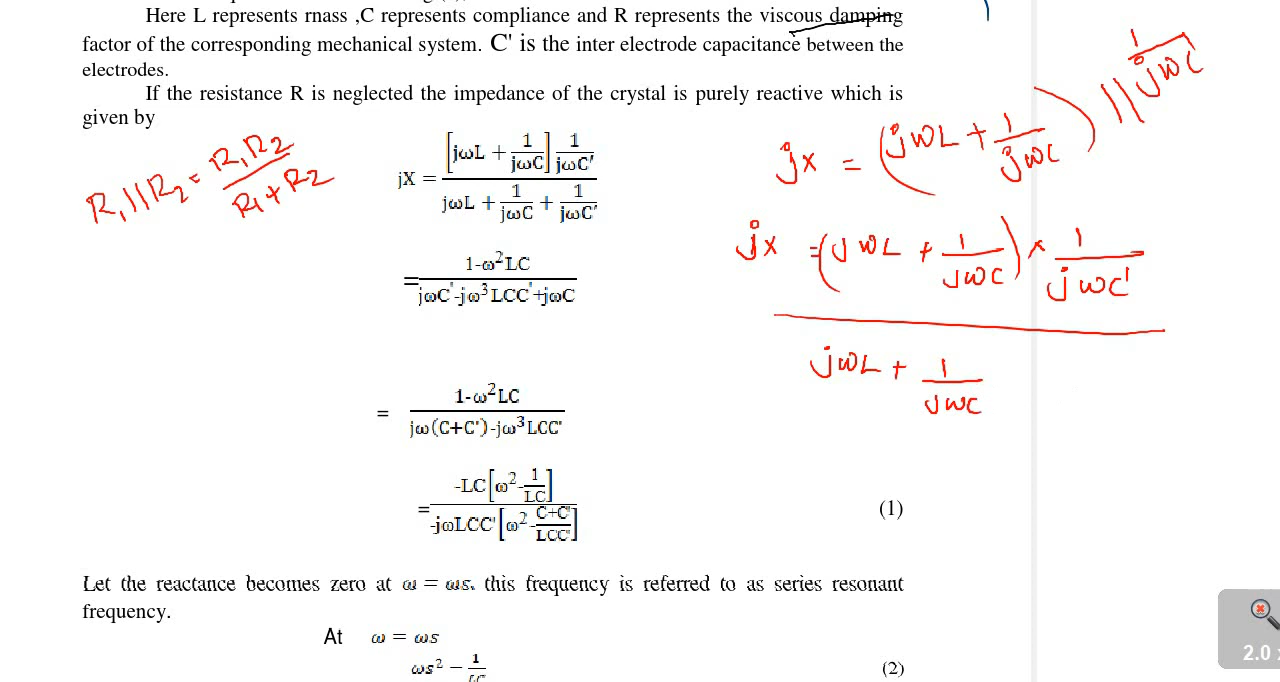 Here L represents rnass ,C represents compliance and R represents the viscous damping
factor of the corresponding mechanical system. C' is the inter electrode capacitance between the
electrodes.
If the resistance R is neglected the impedance of the crystal is purely reactive which is
given by
R1||R2 = R1R2 / R1+R2
jX = [jωL + 1/jωC] 1/jωC' / jωL + 1/jωC + 1/jωC'
jx = (jωL + 1/jωC) || 1/jωC
jx = (jωL + 1/jωC) × 1/jωC' / jωL + 1/jωC
= 1-ω²LC / jωC'-jω³LCC'+jωC
= 1-ω²LC / jω(C+C')-jω³LCC'
= -LC[ω²-1/LC] / -jωLCC'[ω²-C+C'/LCC'] (1)
Let the reactance becomes zero at ω = ωs. this frequency is referred to as series resonant
frequency.
At ω = ωs
ωs² − 1/LC (2)
2.0